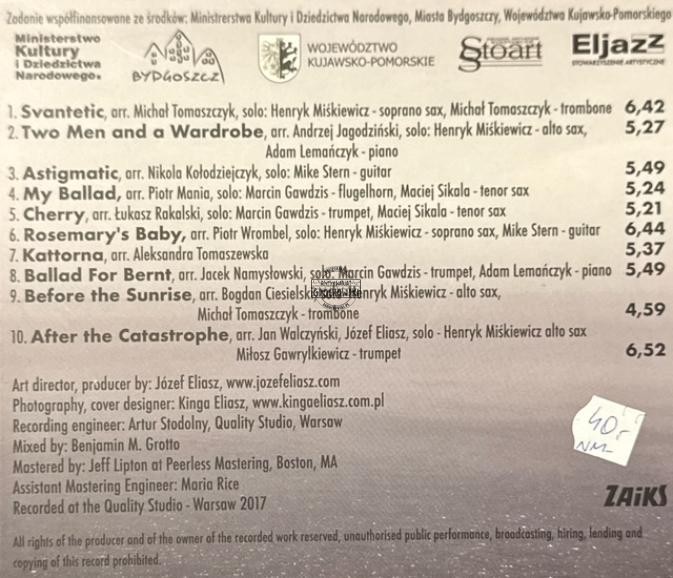 Zadanie współfinansowane ze środków: Ministerstwa Kultury i Dziedzictwa Narodowego, Miasta Bydgoszczy, Województwa Kujawsko-Pomorskiego
Ministerstwo
Kultury
i Dziedzictwa
Narodowego.
BYDGOSZCZ
WOJEWÓDZTWO
KUJAWSKO-POMORSKIE
Stoart
Eljazz
STOWARZYSZENIE ARTYSTYCZNE
1. Svantetic, arr. Michał Tomaszczyk, solo: Henryk Miśkiewicz - soprano sax, Michał Tomaszczyk - trombone 6,42
2. Two Men and a Wardrobe, arr. Andrzej Jagodziński, solo: Henryk Miśkiewicz - alto sax, 5,27
Adam Lemańczyk - piano
3. Astigmatic, arr. Nikola Kołodziejczyk, solo: Mike Stern - guitar 5,49
4. My Ballad, arr. Piotr Mania, solo: Marcin Gawdzis - flugelhorn, Maciej Sikala - tenor sax 5,24
5. Cherry, arr. Łukasz Rakalski, solo: Marcin Gawdzis - trumpet, Maciej Sikala - tenor sax 5,21
6. Rosemary's Baby, arr. Piotr Wrombel, solo: Henryk Miśkiewicz - soprano sax, Mike Stern - guitar 6,44
7. Kattorna, arr. Aleksandra Tomaszewska 5,37
8. Ballad For Bernt, arr. Jacek Namysłowski, solo: Marcin Gawdzis - trumpet, Adam Lemańczyk - piano 5,49
9. Before the Sunrise, arr. Bogdan Ciesielski, solo: Henryk Miśkiewicz - alto sax,
Michał Tomaszczyk - trombone 4,59
10. After the Catastrophe, arr. Jan Walczyński, Józef Eliasz, solo - Henryk Miśkiewicz alto sax
Miłosz Gawrylkiewicz - trumpet 6,52
Art director, producer by: Józef Eliasz, www.jozefeliasz.com
Photography, cover designer: Kinga Eliasz, www.kingaeliasz.com.pl
Recording engineer: Artur Stodolny, Quality Studio, Warsaw
Mixed by: Benjamin M. Grotto
Mastered by: Jeff Lipton at Peerless Mastering, Boston, MA
Assistant Mastering Engineer: Maria Rice
Recorded at the Quality Studio - Warsaw 2017
40,-
NM-
ZAiKS
All rights of the producer and of the owner of the recorded work reserved, unauthorised public performance, broadcasting, hiring, lending and
copying of this record prohibited.